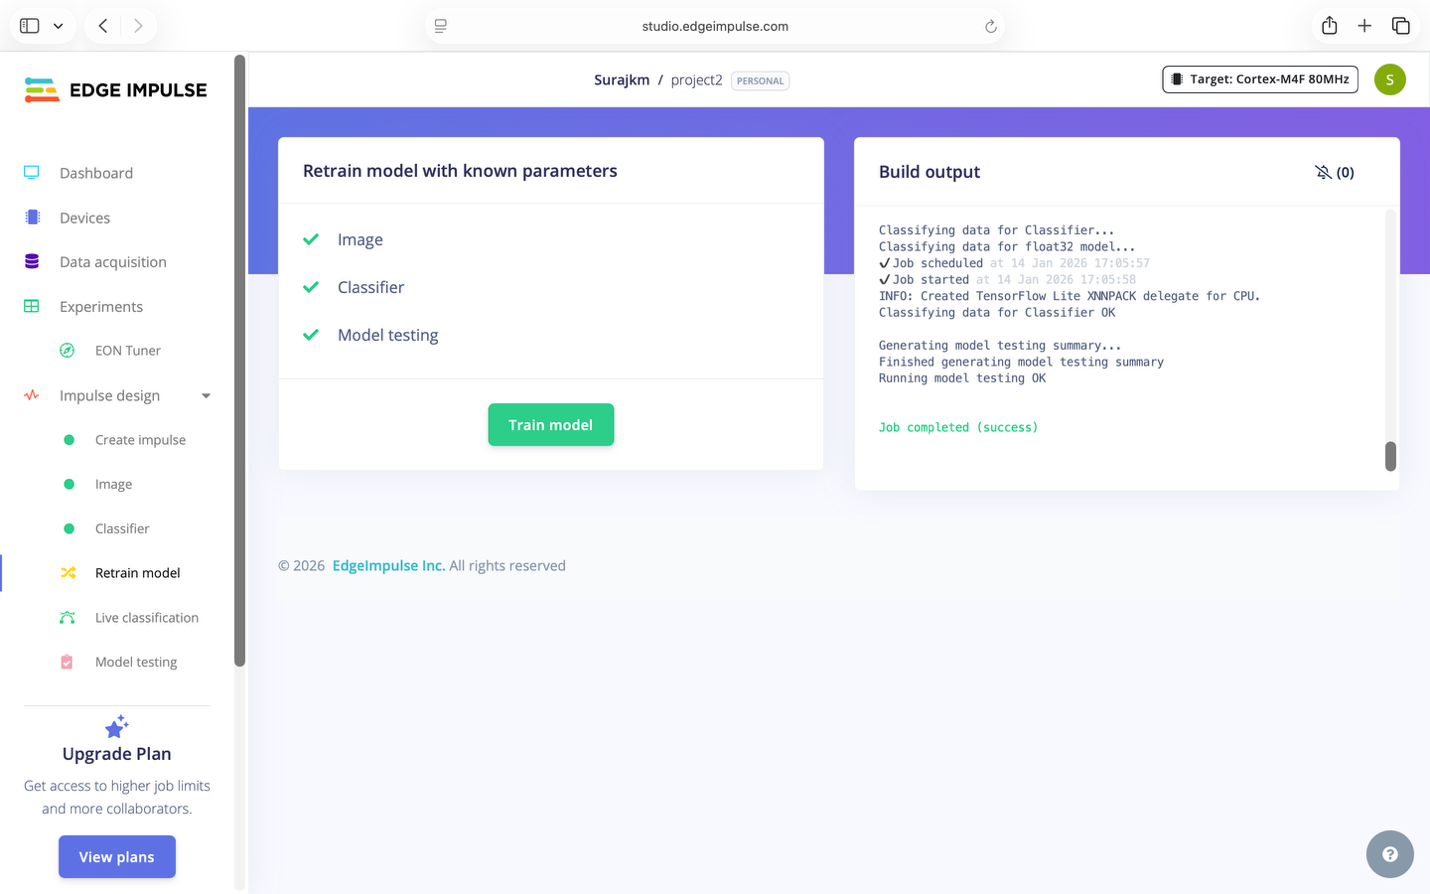 studio.edgeimpulse.com
EDGE IMPULSE
Surajkm / project2 PERSONAL
Target: Cortex-M4F 80MHz
S
Dashboard
Devices
Data acquisition
Experiments
EON Tuner
Impulse design
Create impulse
Image
Classifier
Retrain model
Live classification
Model testing
Upgrade Plan
Get access to higher job limits
and more collaborators.
View plans
Retrain model with known parameters
Image
Classifier
Model testing
Train model
Build output
(0)
Classifying data for Classifier...
Classifying data for float32 model...
✓Job scheduled at 14 Jan 2026 17:05:57
✓Job started at 14 Jan 2026 17:05:58
INFO: Created TensorFlow Lite XNNPACK delegate for CPU.
Classifying data for Classifier OK
Generating model testing summary...
Finished generating model testing summary
Running model testing OK
Job completed (success)
© 2026 EdgeImpulse Inc. All rights reserved
?